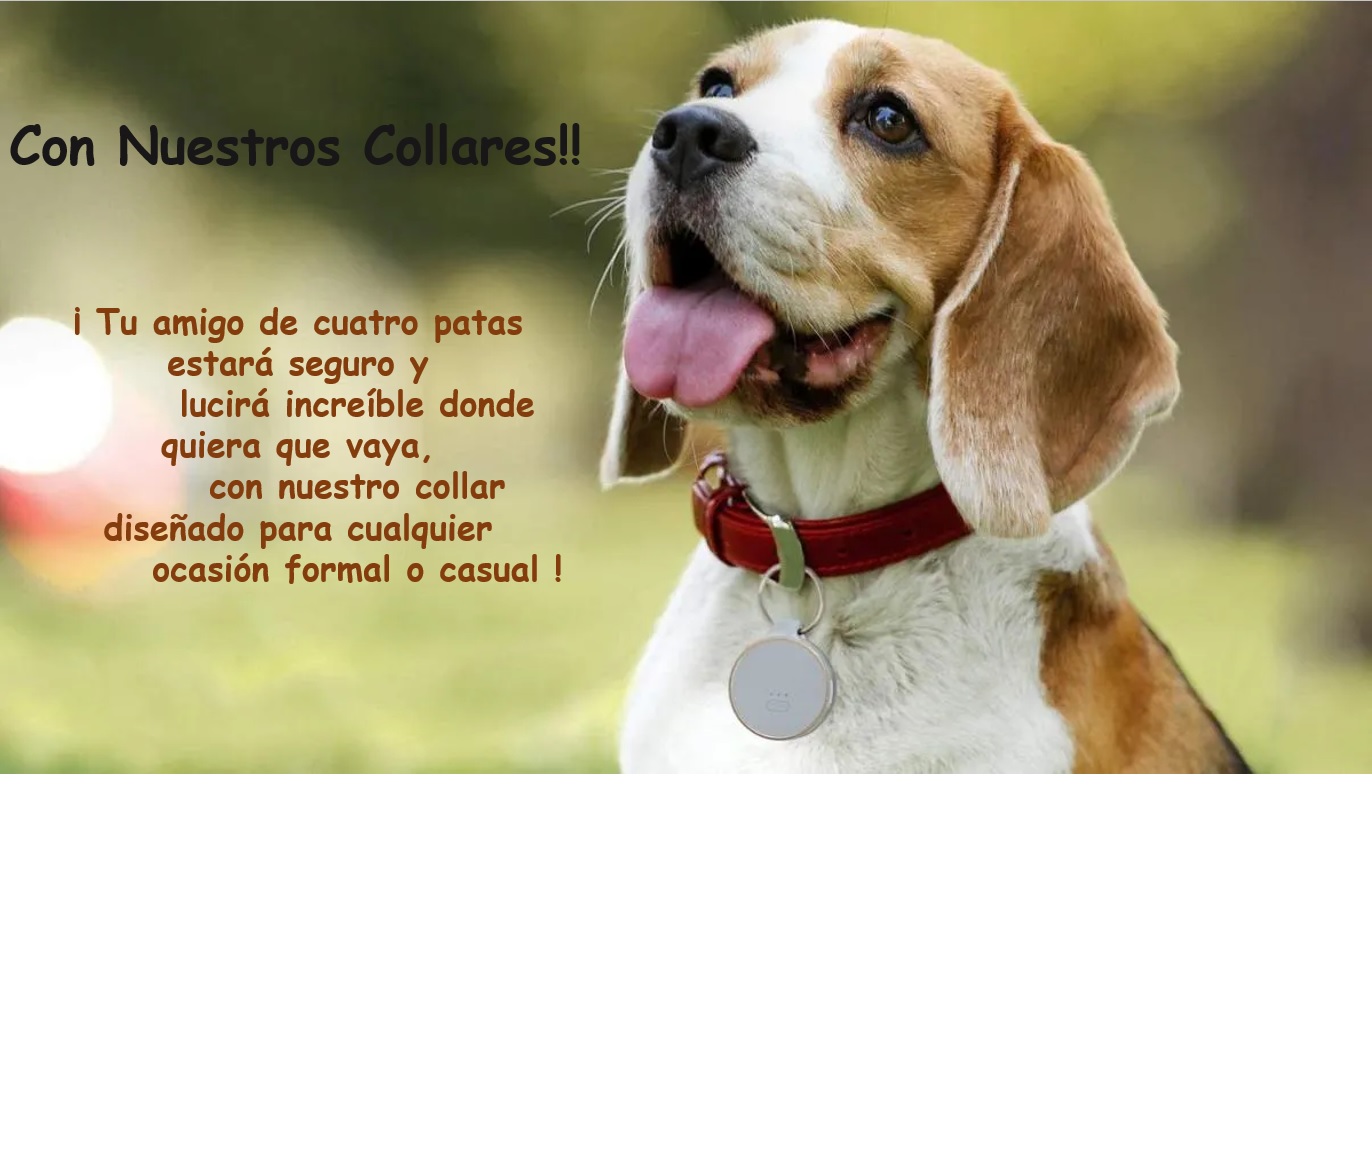 Con Nuestros Collares!!
¡ Tu amigo de cuatro patas
estará seguro y
lucirá increíble donde
quiera que vaya,
con nuestro collar
diseñado para cualquier
ocasión formal o casual !